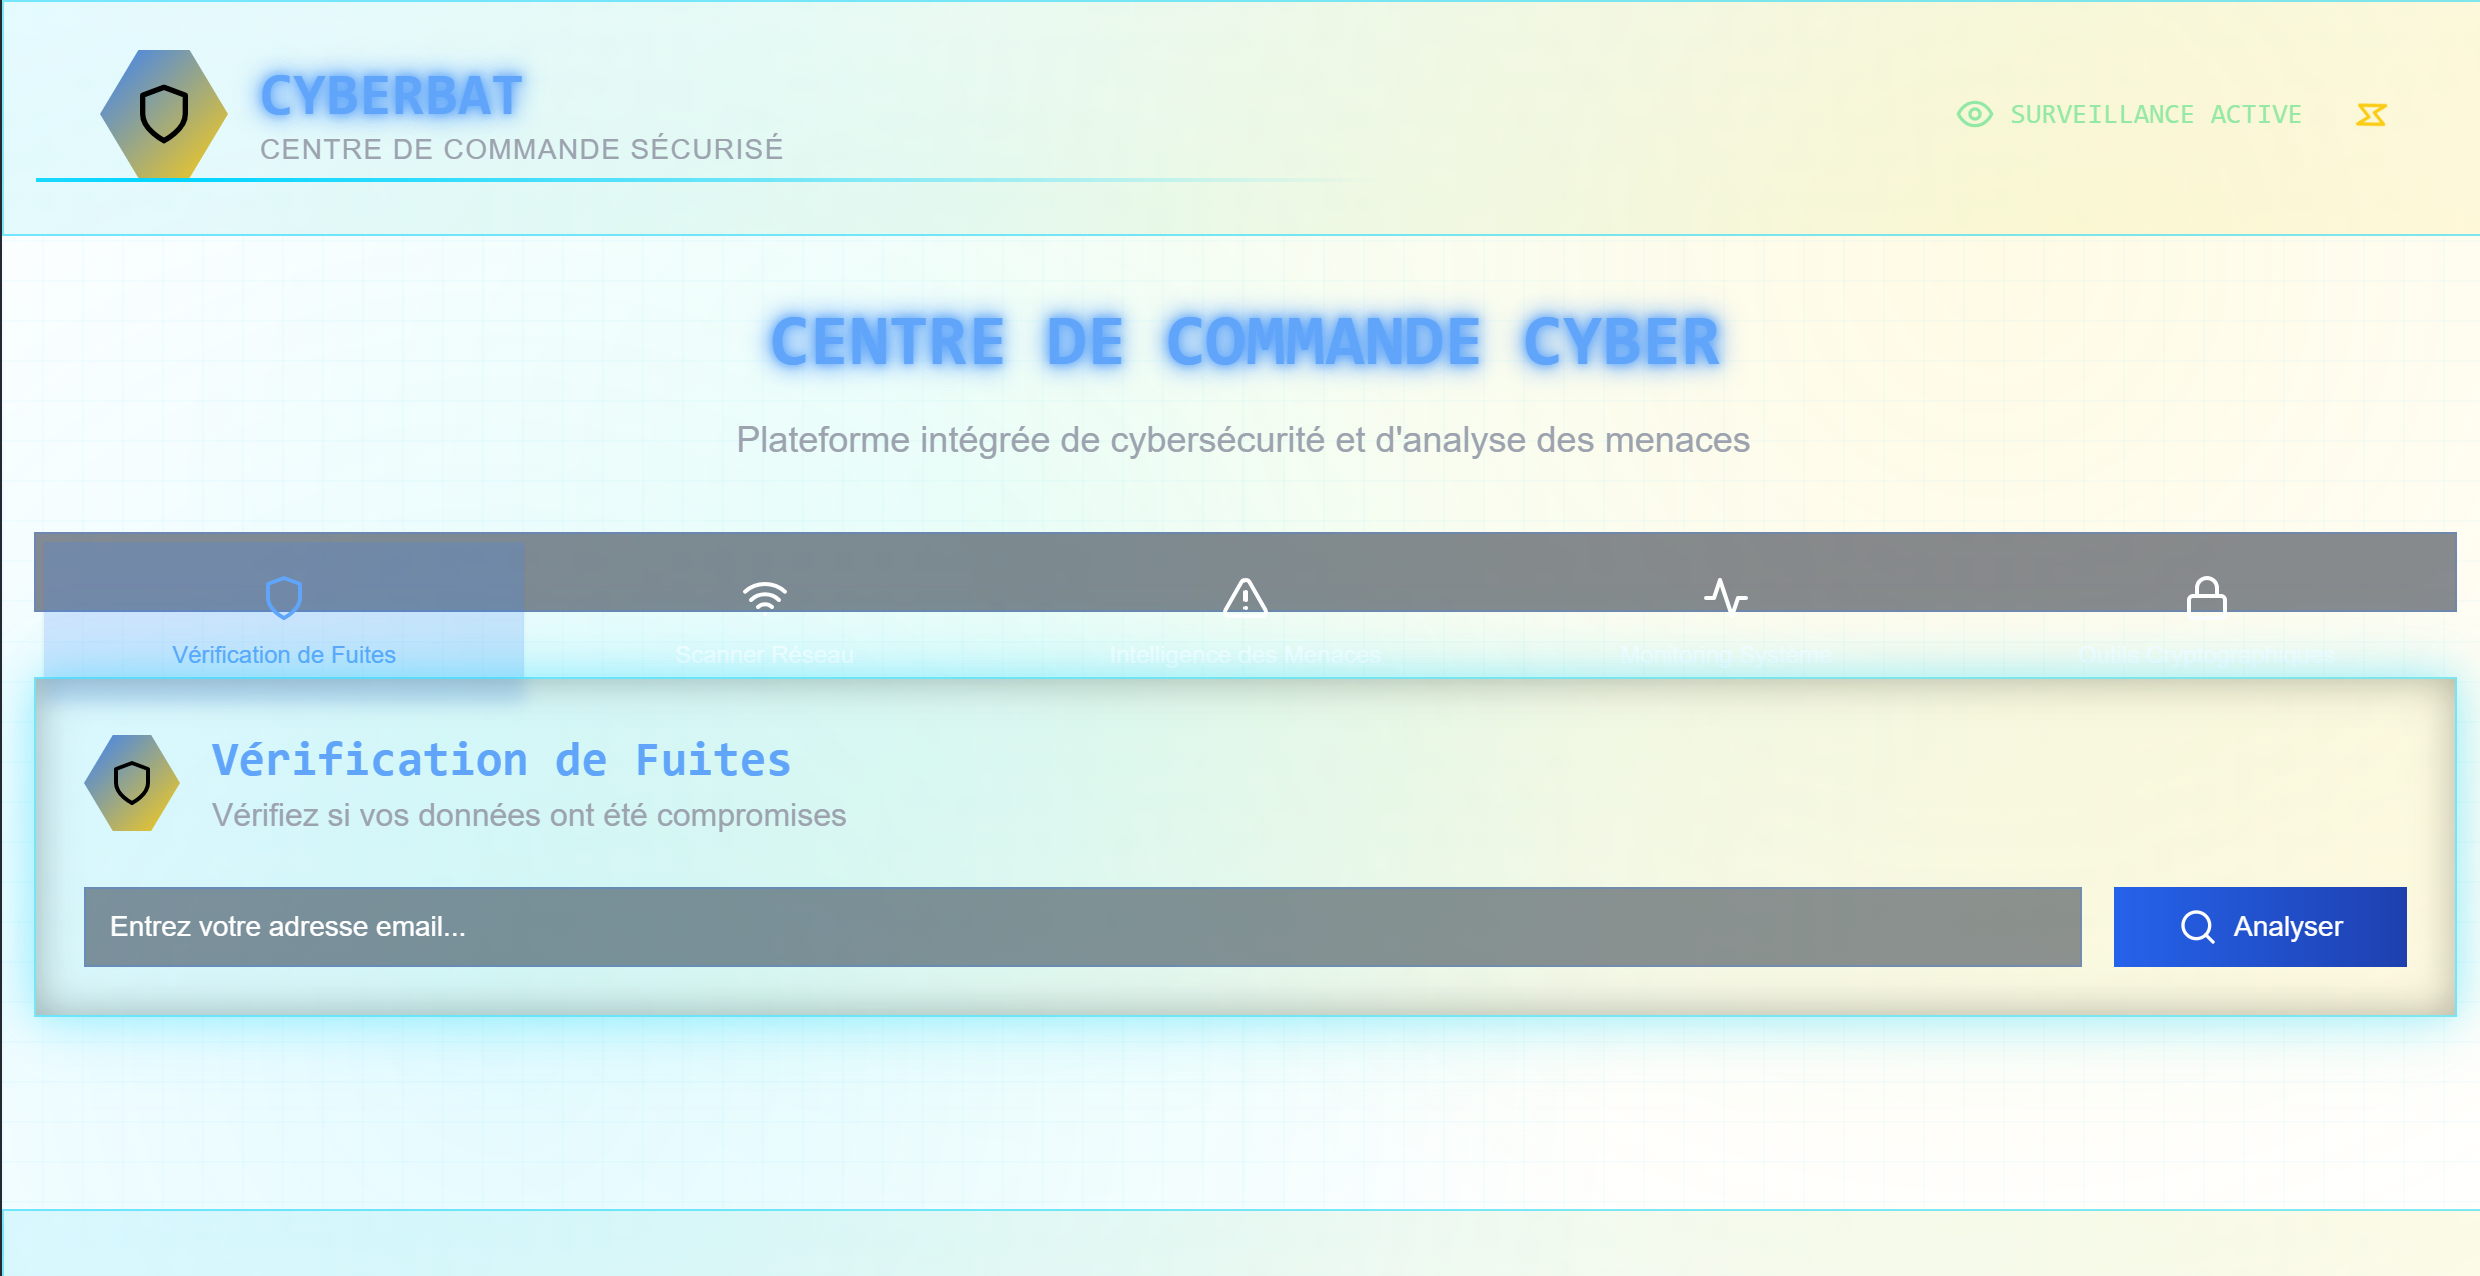 CYBERBAT
CENTRE DE COMMANDE SÉCURISÉ
SURVEILLANCE ACTIVE
CENTRE DE COMMANDE CYBER
Plateforme intégrée de cybersécurité et d'analyse des menaces
Vérification de Fuites
Scanner Réseau
Intelligence des Menaces
Monitoring Système
Outils Cryptographiques
Vérification de Fuites
Vérifiez si vos données ont été compromises
Entrez votre adresse email...
Analyser